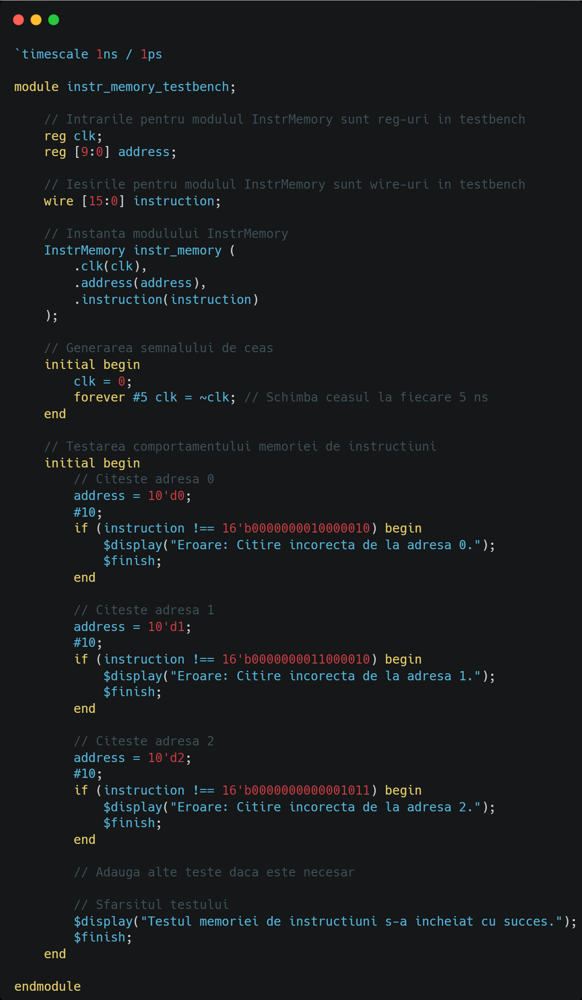 `timescale 1ns / 1ps

module instr_memory_testbench;

    // Intrarile pentru modulul InstrMemory sunt reg-uri in testbench
    reg clk;
    reg [9:0] address;

    // Iesirile pentru modulul InstrMemory sunt wire-uri in testbench
    wire [15:0] instruction;

    // Instanta modulului InstrMemory
    InstrMemory instr_memory (
        .clk(clk),
        .address(address),
        .instruction(instruction)
    );

    // Generarea semnalului de ceas
    initial begin
        clk = 0;
        forever #5 clk = ~clk; // Schimba ceasul la fiecare 5 ns
    end

    // Testarea comportamentului memoriei de instructiuni
    initial begin
        // Citeste adresa 0
        address = 10'd0;
        #10;
        if (instruction !== 16'b0000000010000010) begin
            $display("Eroare: Citire incorecta de la adresa 0.");
            $finish;
        end

        // Citeste adresa 1
        address = 10'd1;
        #10;
        if (instruction !== 16'b0000000011000010) begin
            $display("Eroare: Citire incorecta de la adresa 1.");
            $finish;
        end

        // Citeste adresa 2
        address = 10'd2;
        #10;
        if (instruction !== 16'b0000000000001011) begin
            $display("Eroare: Citire incorecta de la adresa 2.");
            $finish;
        end

        // Adauga alte teste daca este necesar

        // Sfarsitul testului
        $display("Testul memoriei de instructiuni s-a incheiat cu succes.");
        $finish;
    end

endmodule